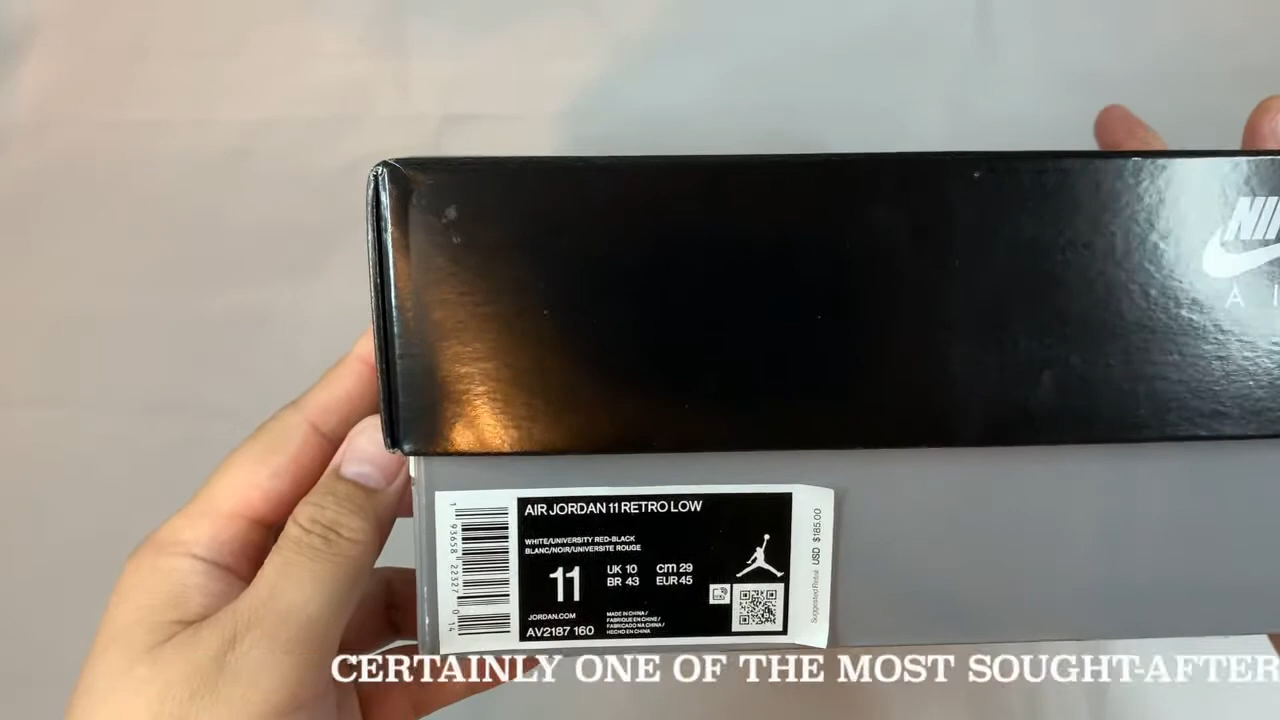 NI
A I
AIR JORDAN 11 RETRO LOW
WHITE/UNIVERSITY RED-BLACK
BLANC/NOIR/UNIVERSITE ROUGE
11
UK 10 cm 29
BR 43 EUR 45
JORDAN.COM
AV2187 160
MADE IN CHINA /
FABRIQUE EN CHINE /
FABRICADO NA CHINA /
HECHO EN CHINA
1 93658 22327 0 14
Suggested Retail USD $185.00
CERTAINLY ONE OF THE MOST SOUGHT-AFTER